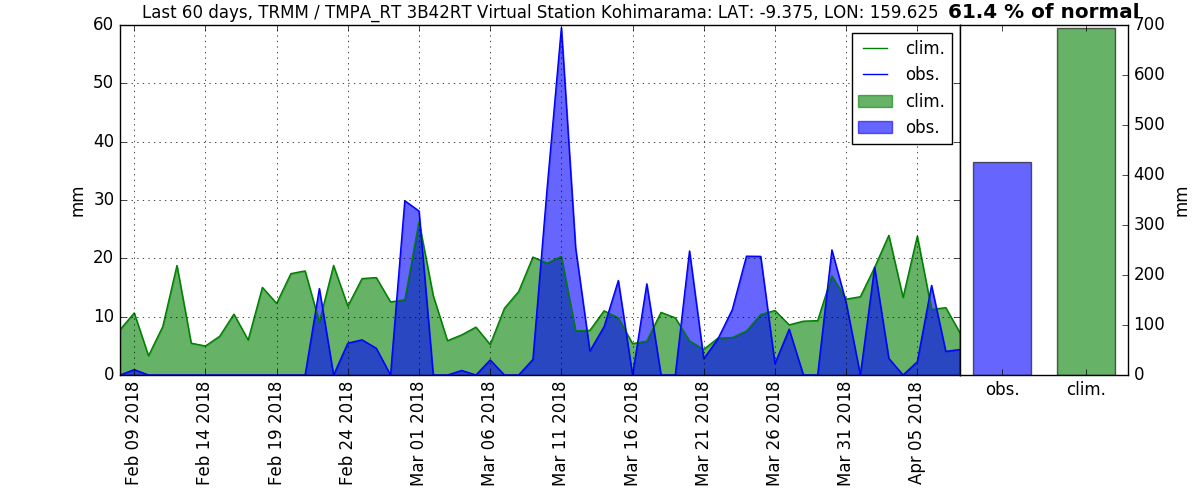 Last 60 days, TRMM / TMPA_RT 3B42RT Virtual Station Kohimarama: LAT: -9.375, LON: 159.625
61.4 % of normal
60
50
40
30
20
10
0
mm
clim.
obs.
clim.
obs.
700
600
500
400
300
200
100
0
mm
obs.
clim.
Feb 09 2018
Feb 14 2018
Feb 19 2018
Feb 24 2018
Mar 01 2018
Mar 06 2018
Mar 11 2018
Mar 16 2018
Mar 21 2018
Mar 26 2018
Mar 31 2018
Apr 05 2018